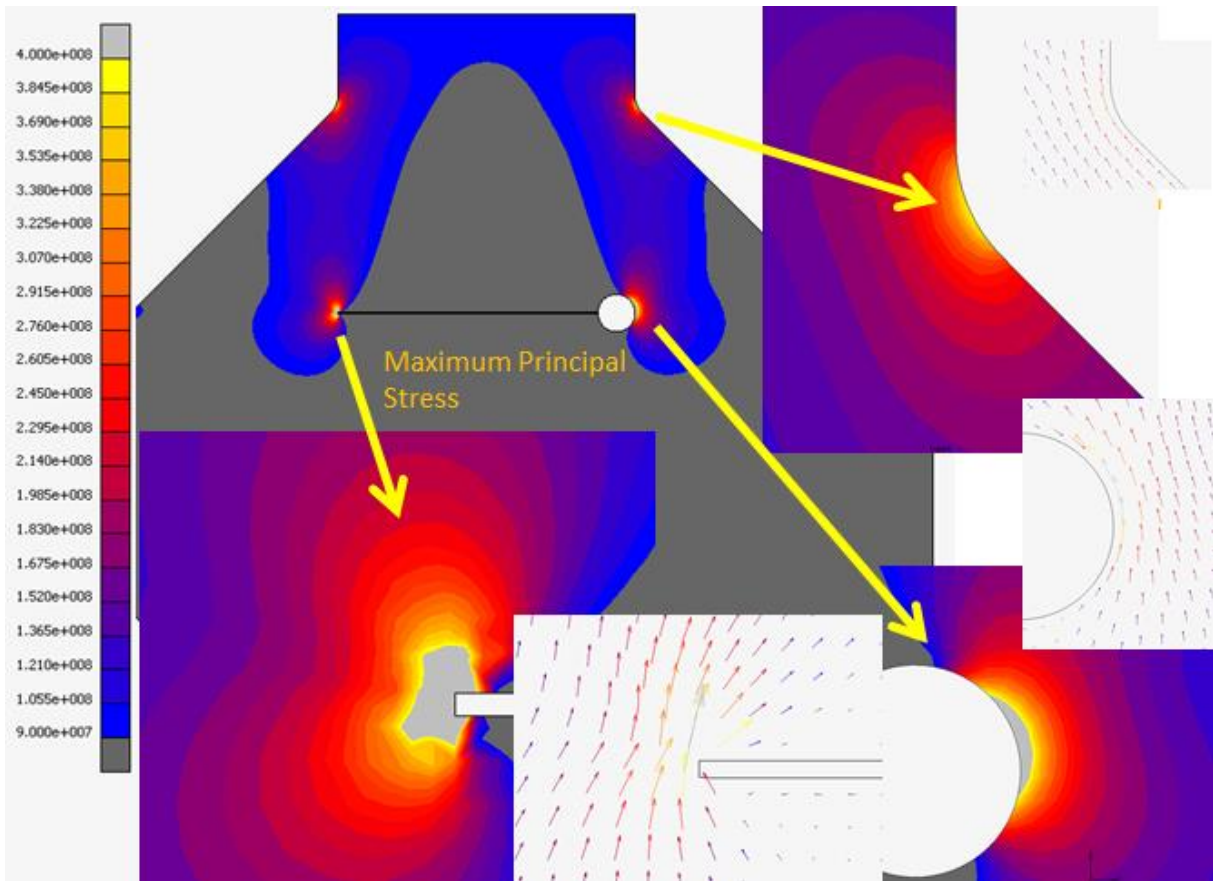 4.000e+008
3.845e+008
3.690e+008
3.535e+008
3.380e+008
3.225e+008
3.070e+008
2.915e+008
2.760e+008
2.605e+008
2.450e+008
2.295e+008
2.140e+008
1.985e+008
1.830e+008
1.675e+008
1.520e+008
1.365e+008
1.210e+008
1.055e+008
9.000e+007
Maximum Principal
Stress